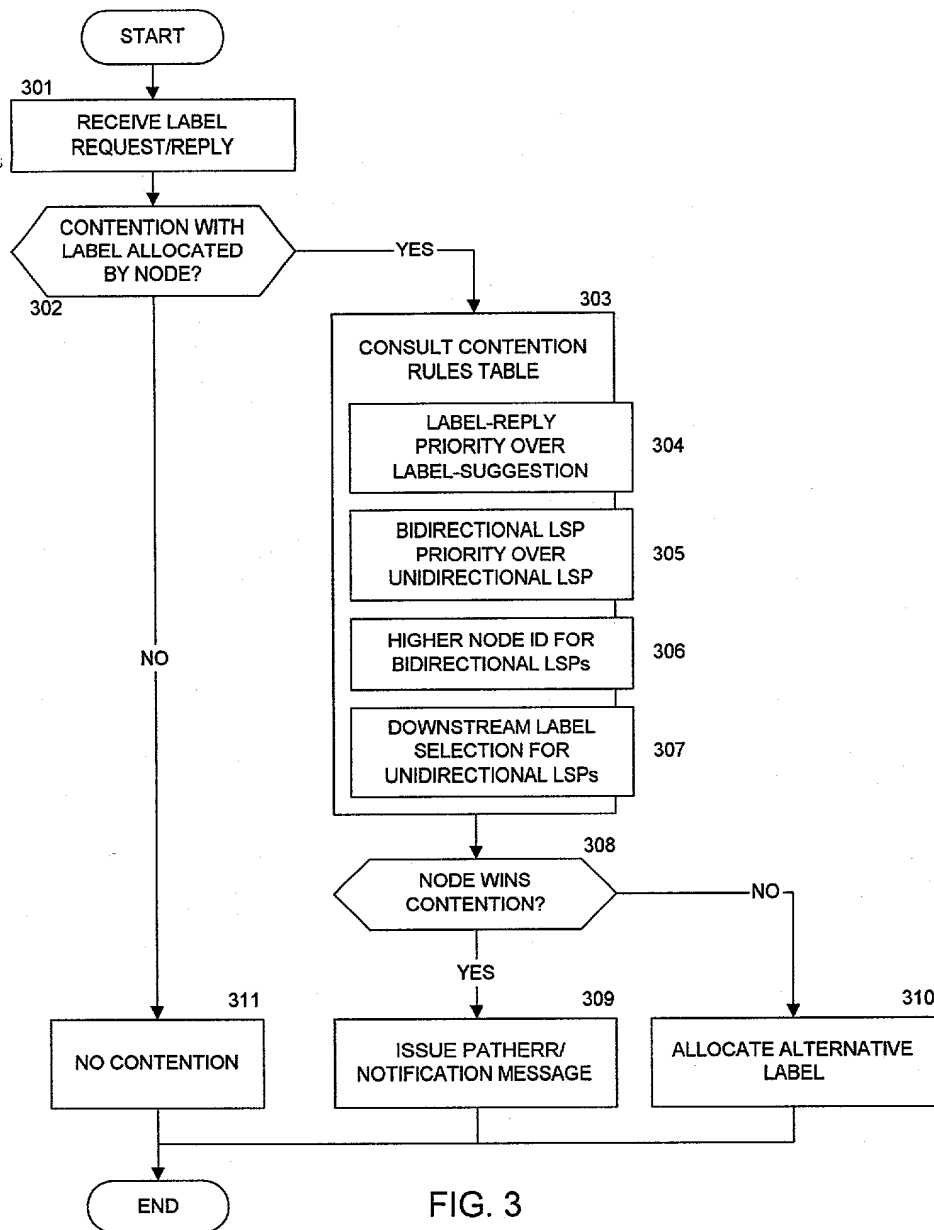 START
301
RECEIVE LABEL
REQUEST/REPLY
CONTENTION WITH
LABEL ALLOCATED
BY NODE?
302
YES
303
CONSULT CONTENTION
RULES TABLE
LABEL-REPLY
PRIORITY OVER
LABEL-SUGGESTION
304
BIDIRECTIONAL LSP
PRIORITY OVER
UNIDIRECTIONAL LSP
305
HIGHER NODE ID FOR
BIDIRECTIONAL LSPs
306
DOWNSTREAM LABEL
SELECTION FOR
UNIDIRECTIONAL LSPs
307
NO
308
NODE WINS
CONTENTION?
NO
YES
311
NO CONTENTION
309
ISSUE PATHERR/
NOTIFICATION MESSAGE
310
ALLOCATE ALTERNATIVE
LABEL
END
FIG. 3